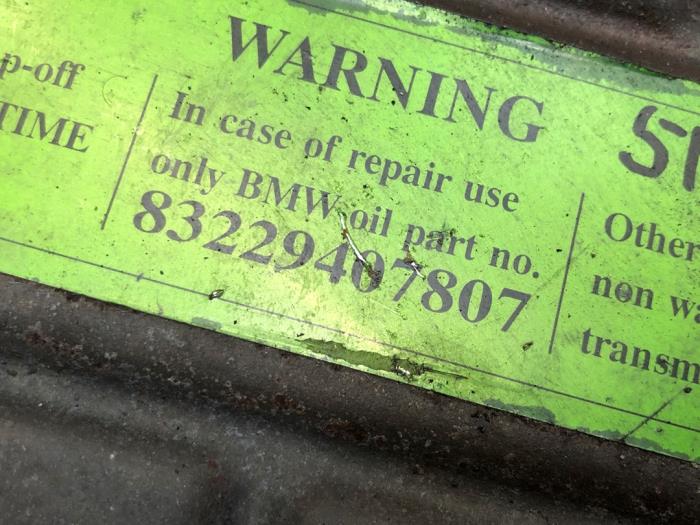 WARNING
p-off
TIME
In case of repair use
only BMW oil part no.
83229407807
Other
non wa
transm